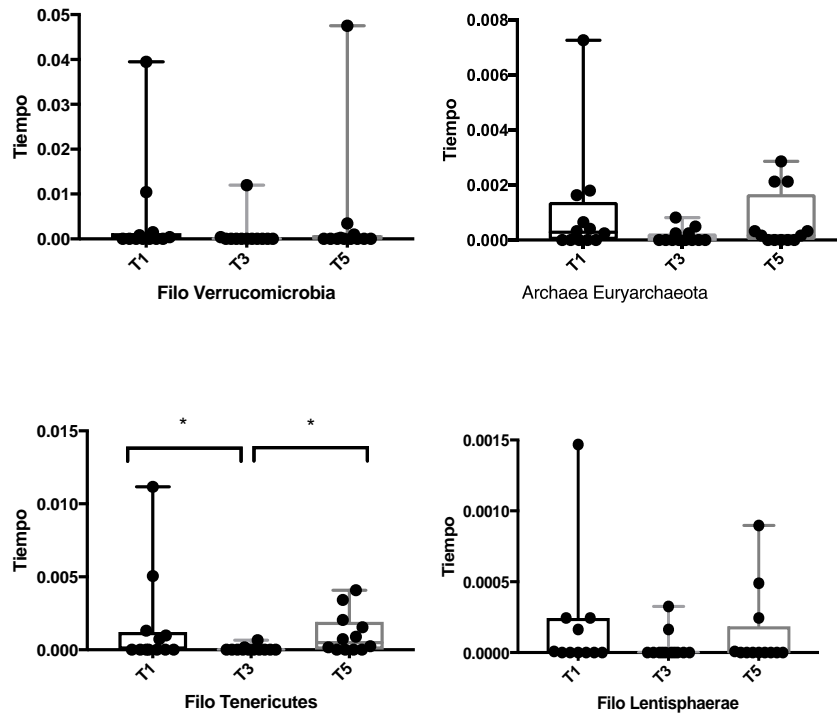 0.05
0.04
0.03
0.02
0.01
0.00
Tiempo
T1
T3
T5
Filo Verrucomicrobia
0.008
0.006
0.004
0.002
0.000
Tiempo
T1
T3
T5
Archaea Euryarchaeota
0.015
0.010
0.005
0.000
Tiempo
*
*
T1
T3
T5
Filo Tenericutes
0.0015
0.0010
0.0005
0.0000
Tiempo
T1
T3
T5
Filo Lentisphaerae